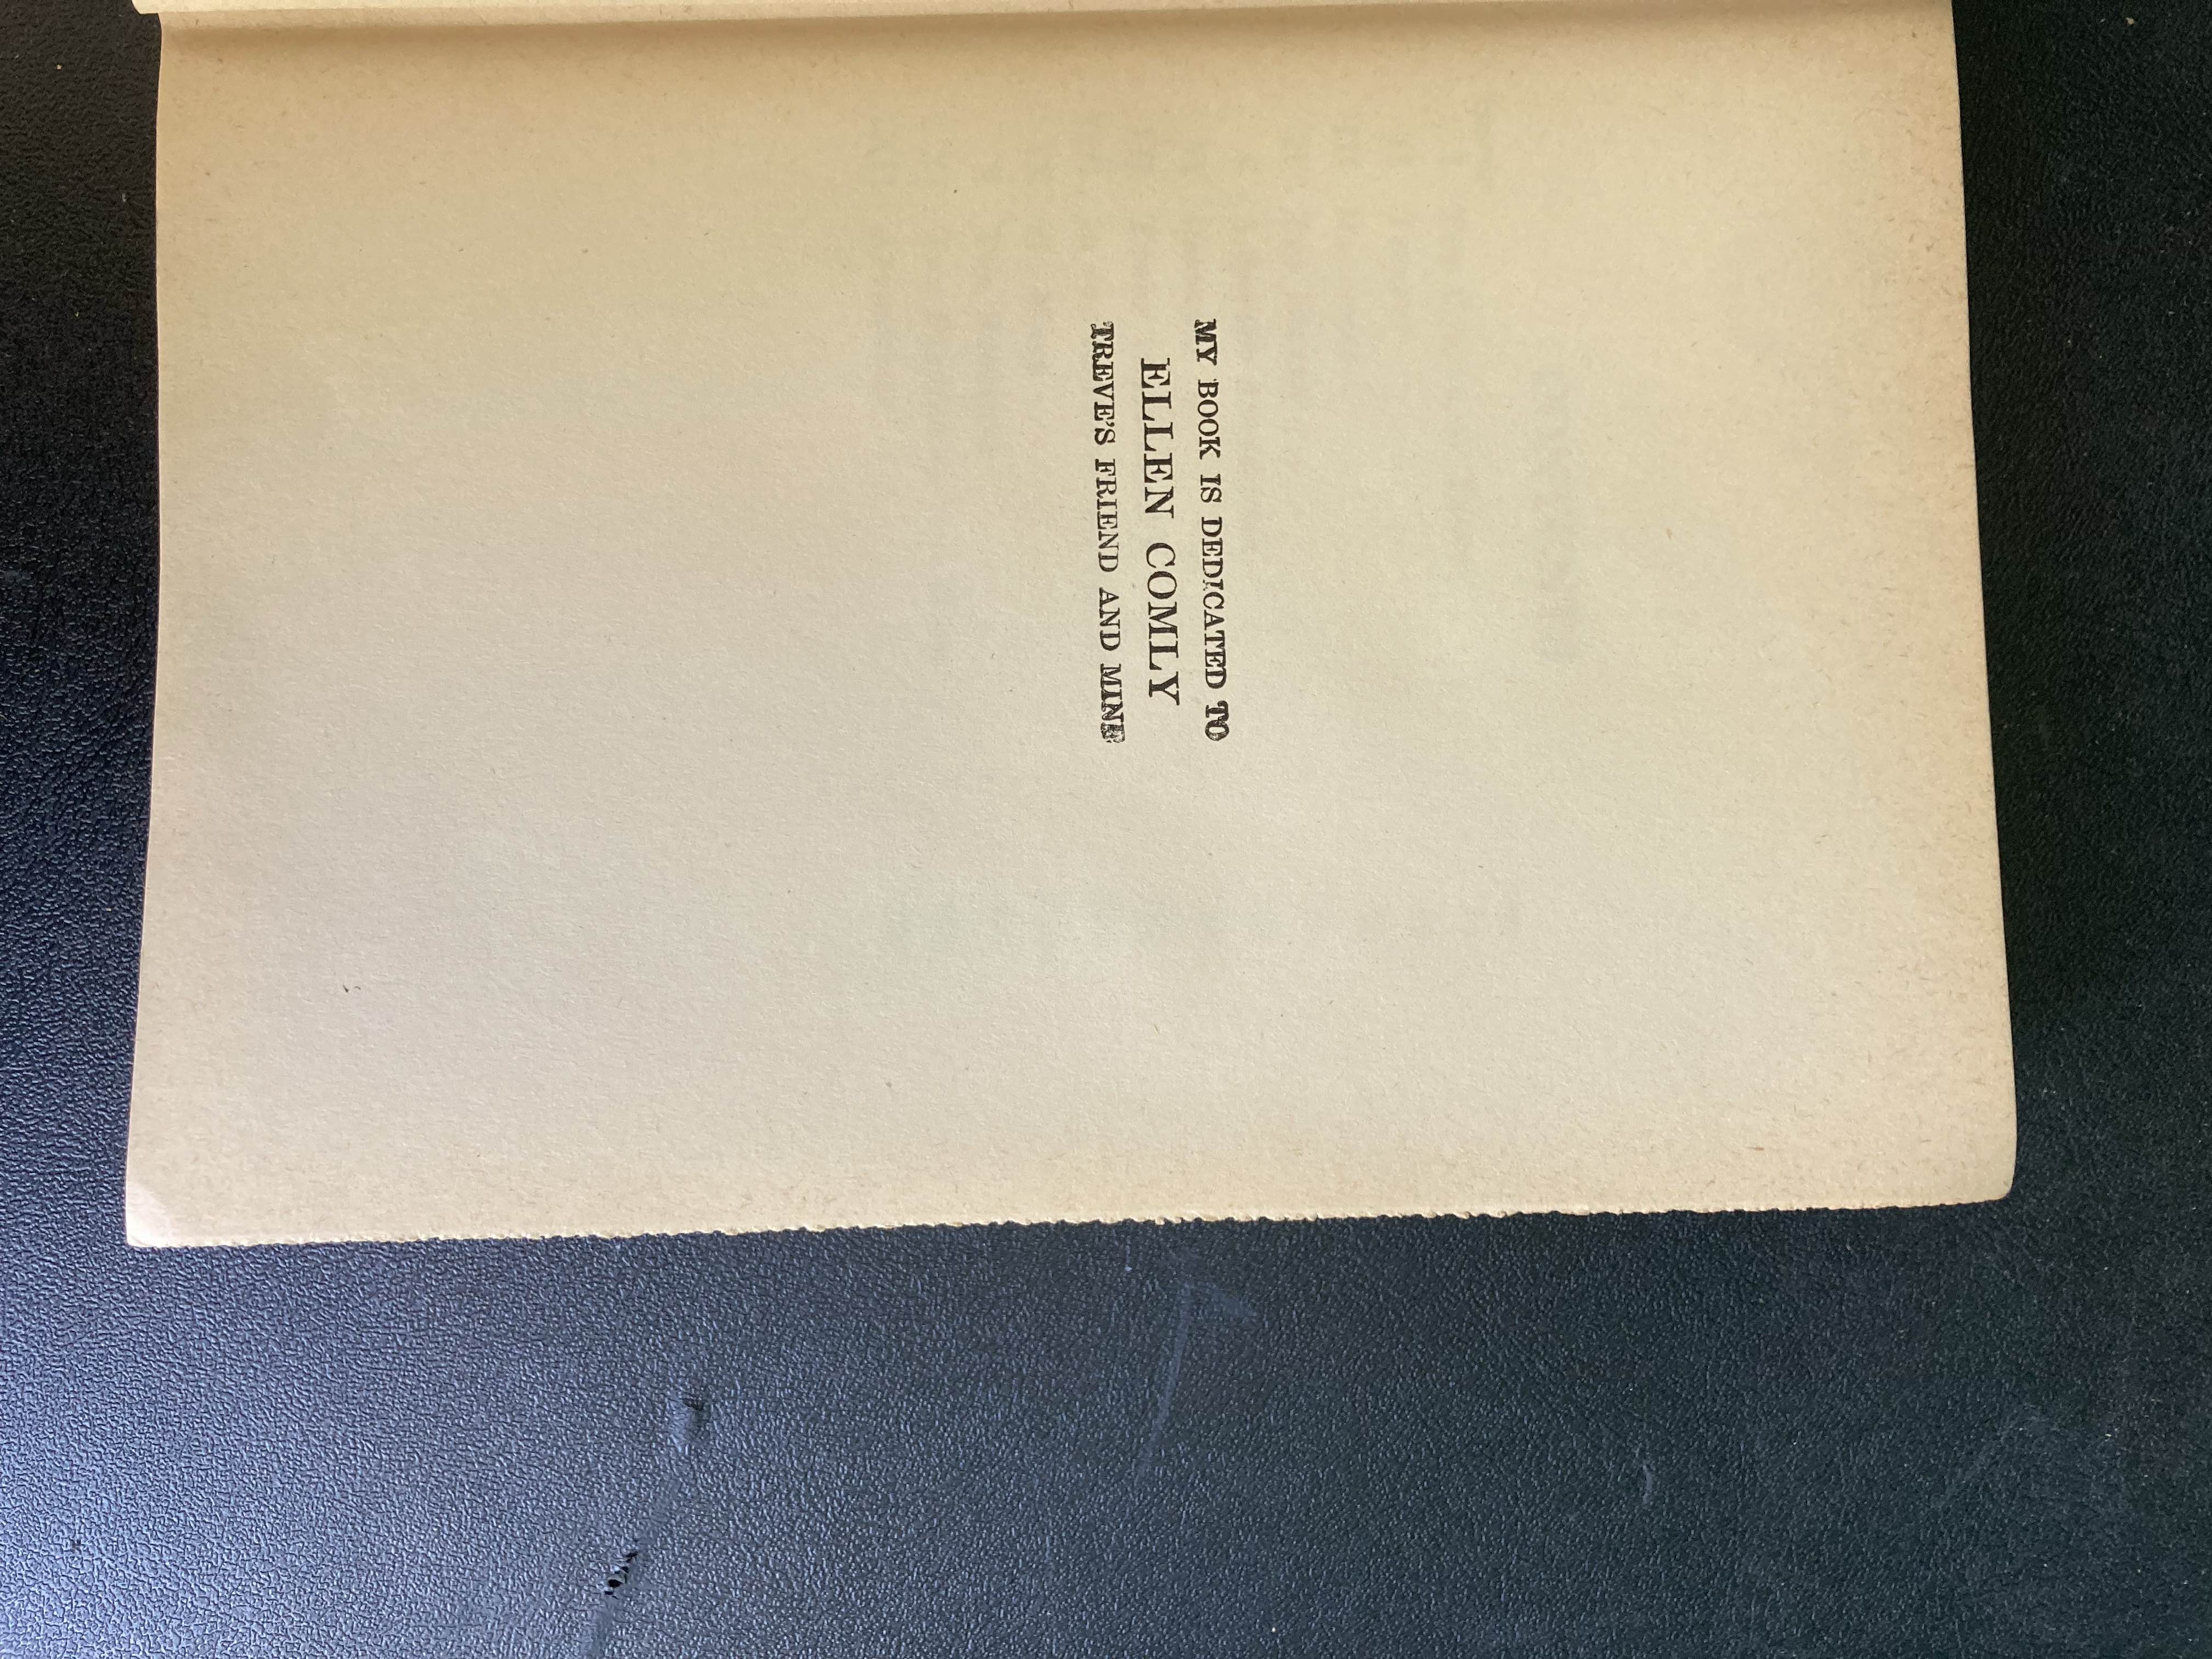 MY BOOK IS DEDICATED TO
ELLEN COMLY
TREVE'S FRIEND AND MINE